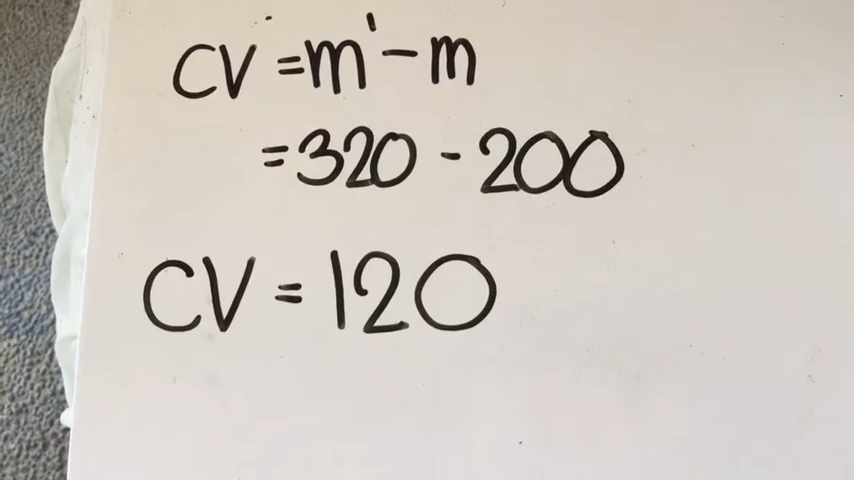 CV = m' - m
= 320 - 200
CV = 120